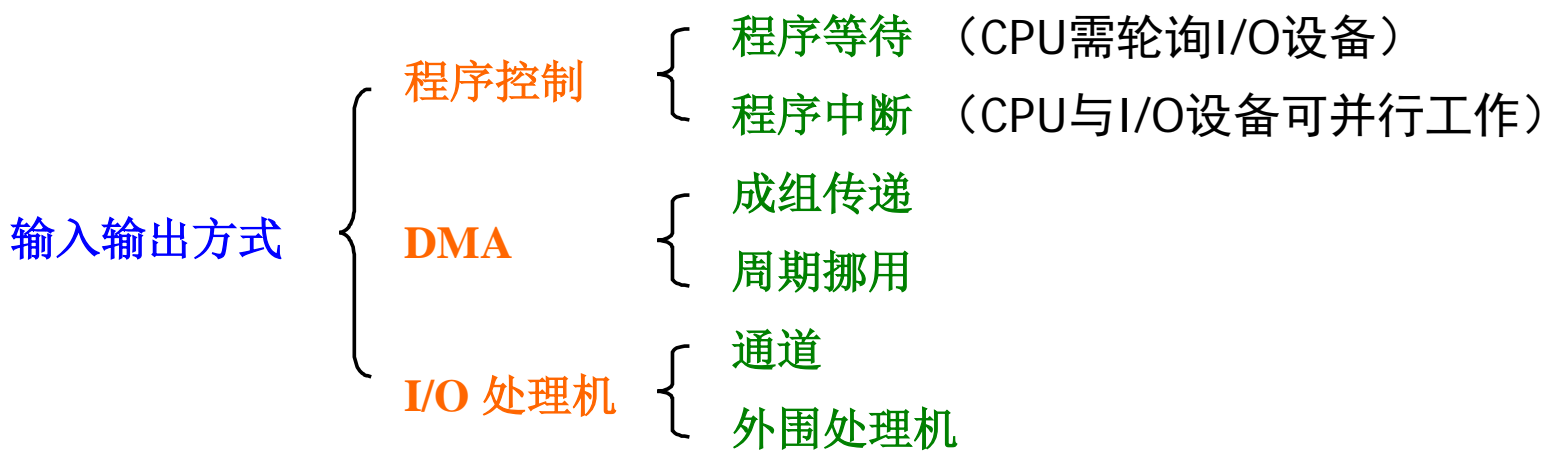 程序等待 （CPU需轮询I/O设备）
程序控制
程序中断 （CPU与I/O设备可并行工作）
成组传递
输入输出方式
DMA
周期挪用
通道
I/O 处理机
外围处理机